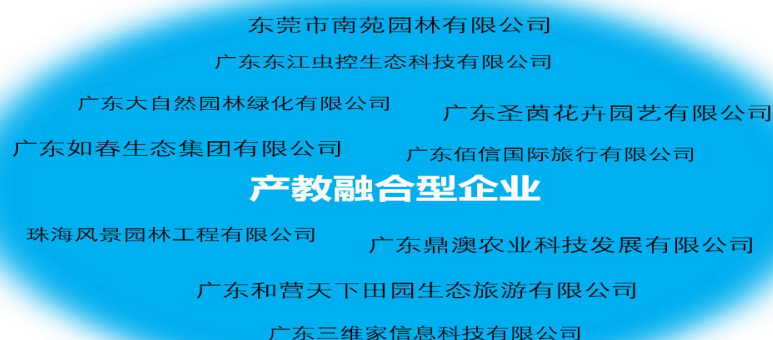 东莞市南苑园林有限公司
广东东江虫控生态科技有限公司
广东大自然园林绿化有限公司
广东圣茵花卉园艺有限公司
广东如春生态集团有限公司
广东佰信国际旅行有限公司
产教融合型企业
珠海风景园林工程有限公司
广东鼎澳农业科技发展有限公司
广东和营天下田园生态旅游有限公司
广东三维家信息科技有限公司